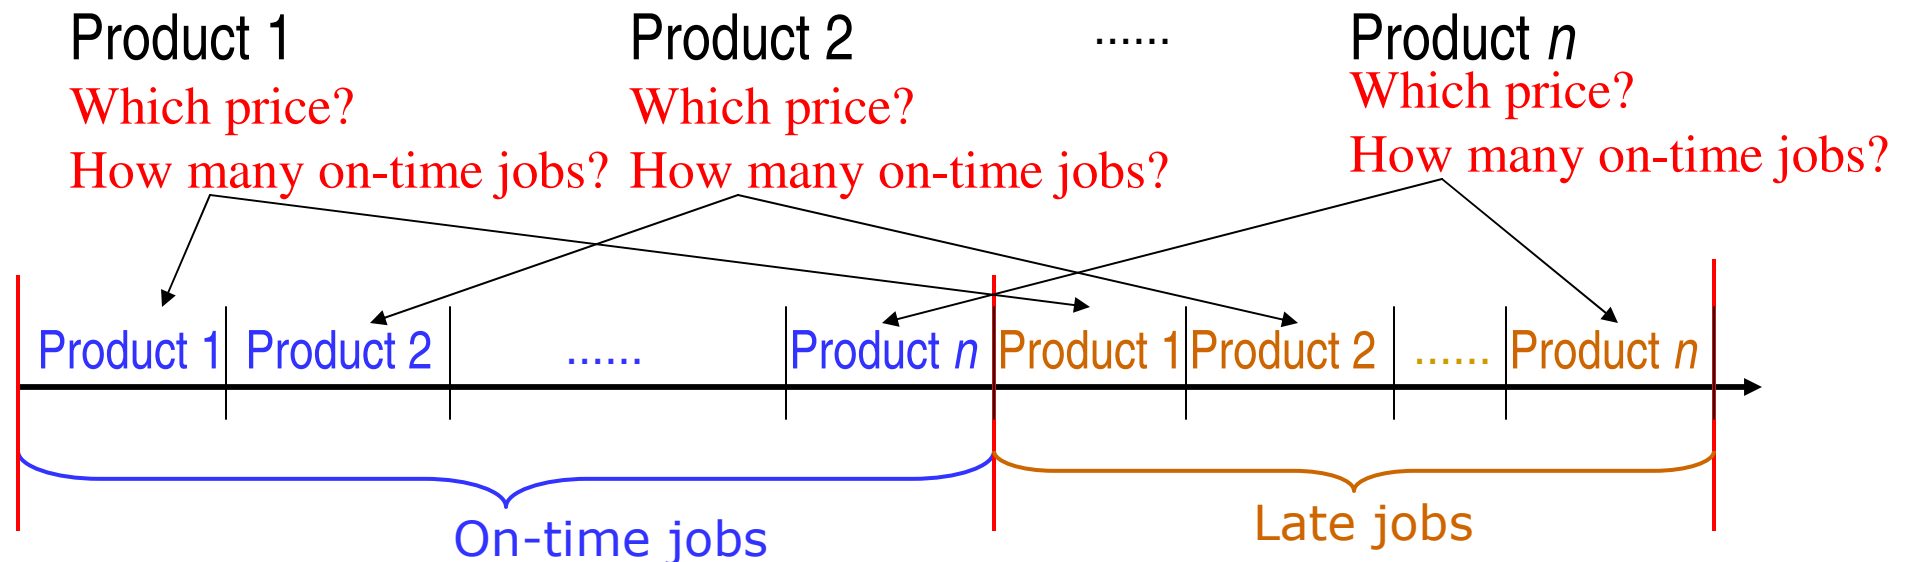 Product 1 Product 2 ...... Product n
Which price? Which price? Which price?
How many on-time jobs? How many on-time jobs? How many on-time jobs?
Product 1 Product 2 ...... Product n Product 1 Product 2 ...... Product n
On-time jobs Late jobs